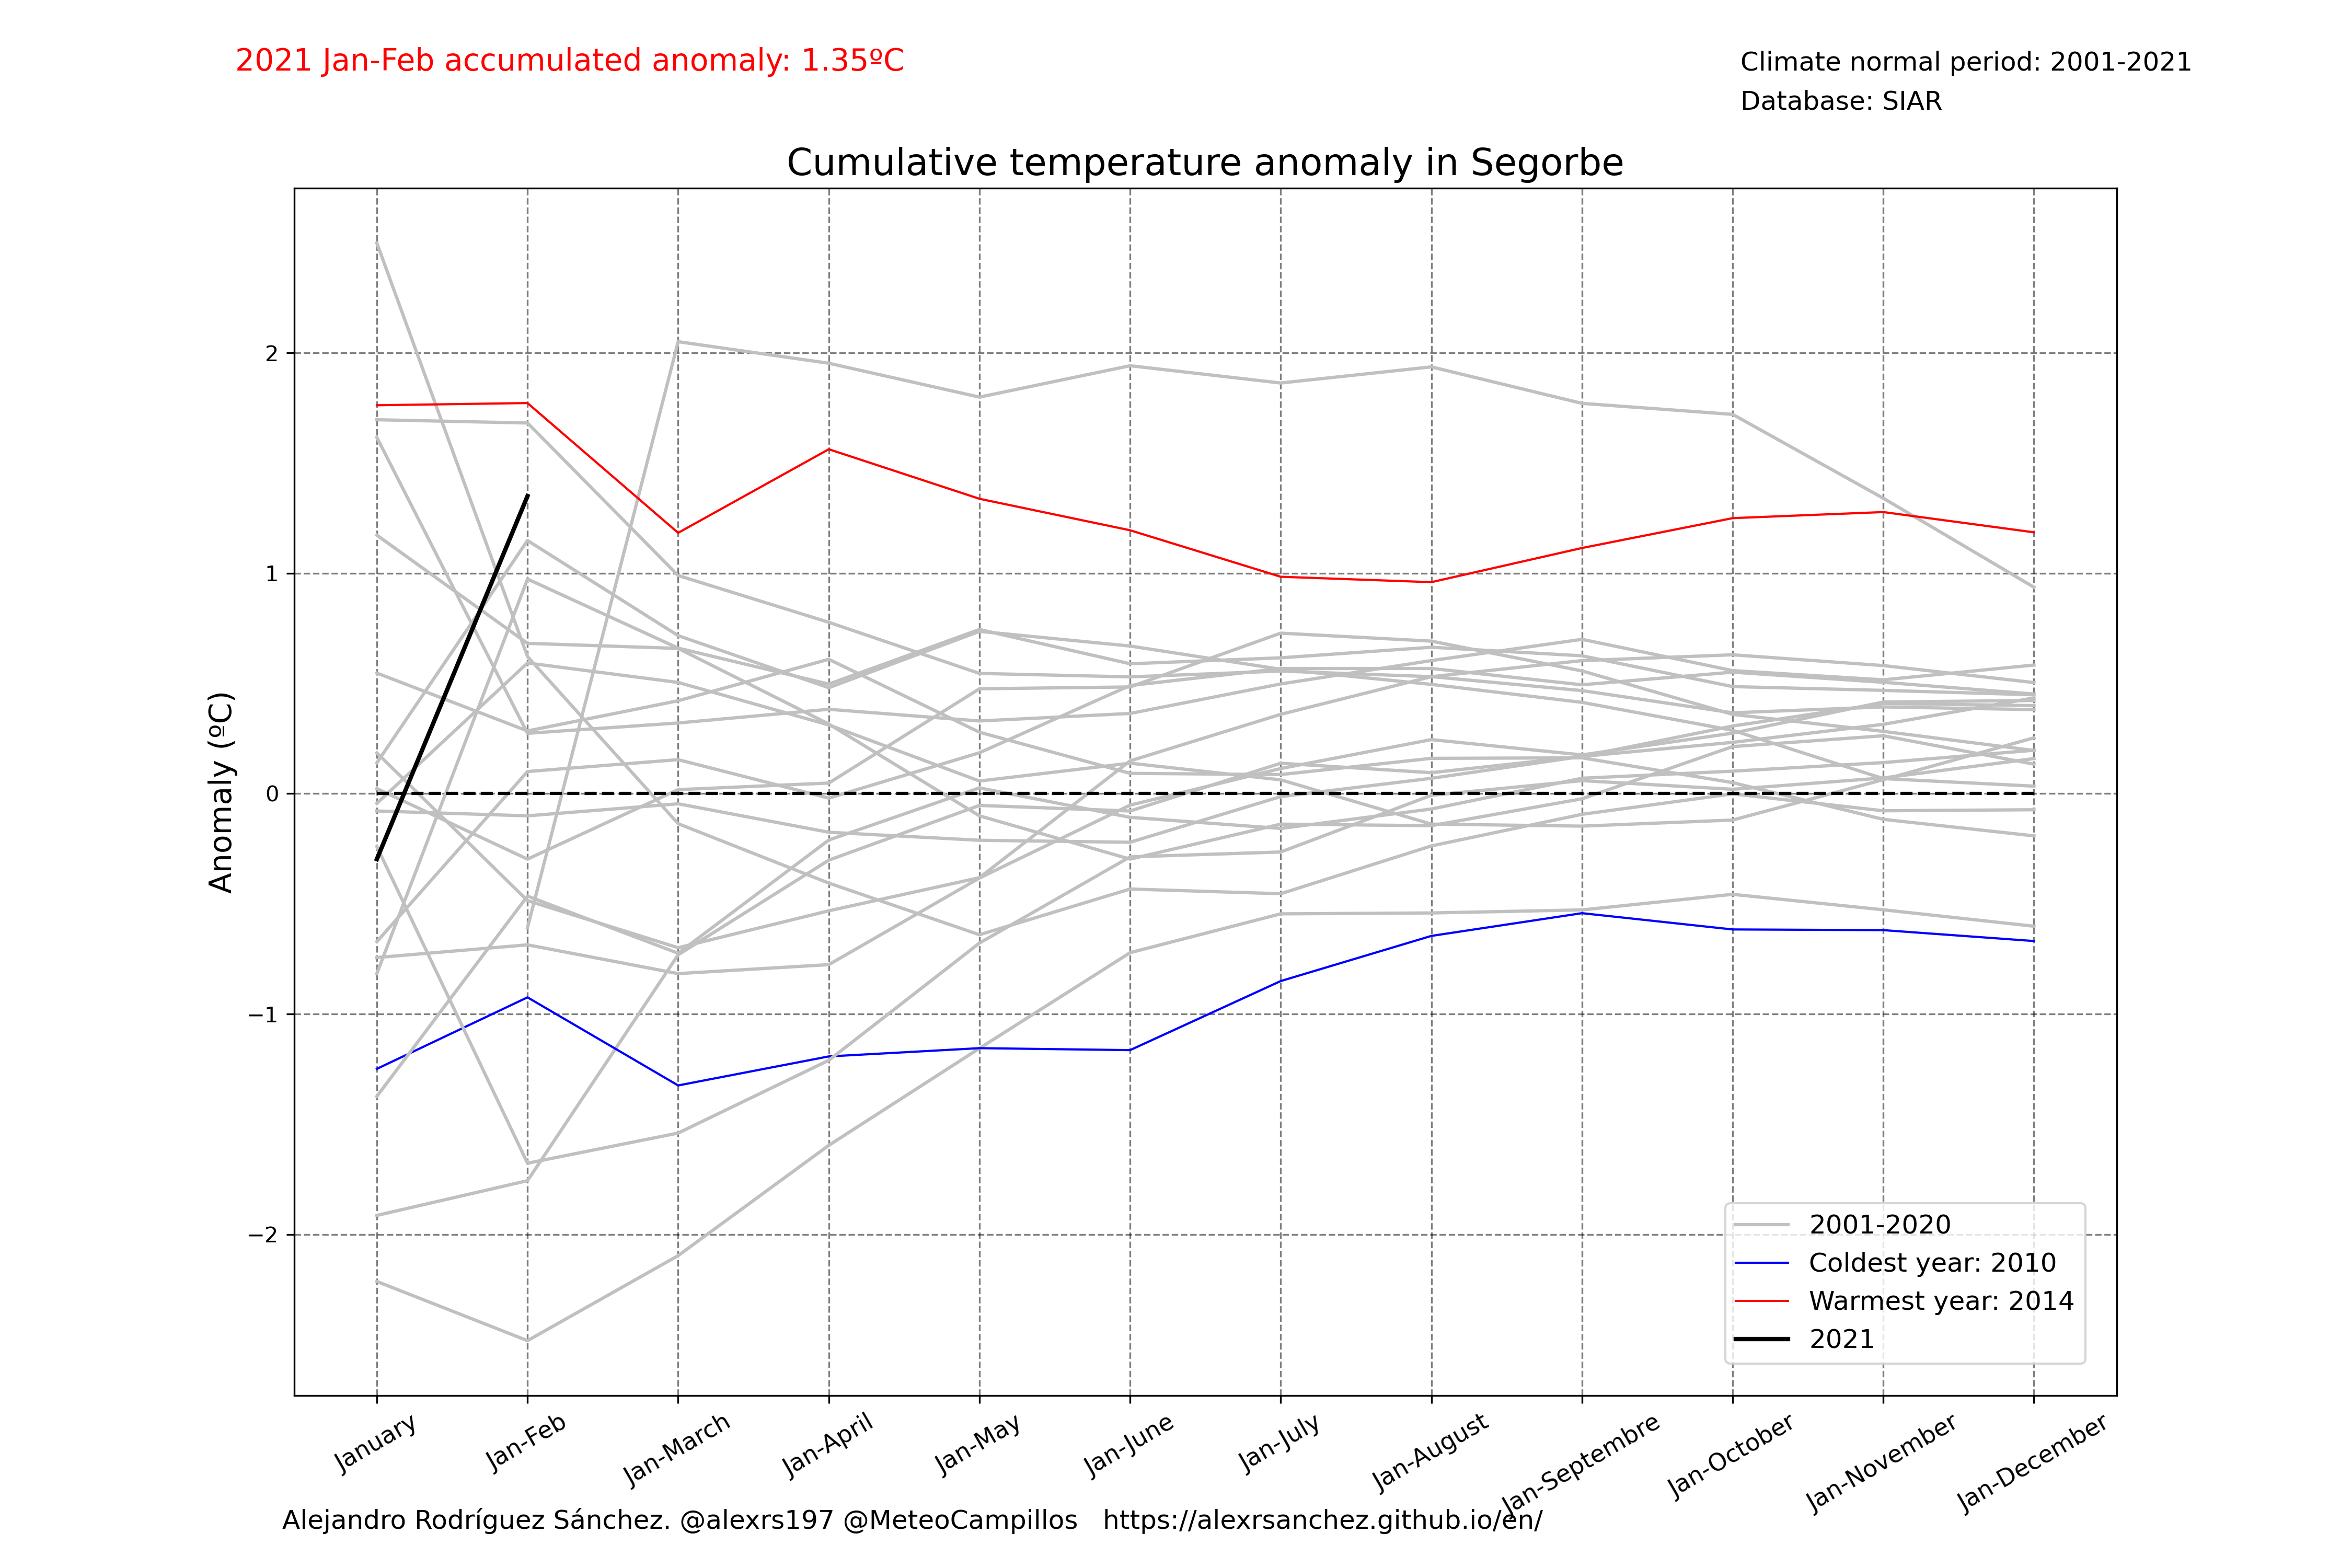 2021 Jan-Feb accumulated anomaly: 1.35ºC
Climate normal period: 2001-2021
Database: SIAR
Cumulative temperature anomaly in Segorbe
Anomaly (ºC)
2
1
0
−1
−2
2001-2020
Coldest year: 2010
Warmest year: 2014
2021
January
Jan-Feb
Jan-March
Jan-April
Jan-May
Jan-June
Jan-July
Jan-August
Jan-Septembre
Jan-October
Jan-November
Jan-December
Alejandro Rodríguez Sánchez. @alexrs197 @MeteoCampillos https://alexrsanchez.github.io/en/